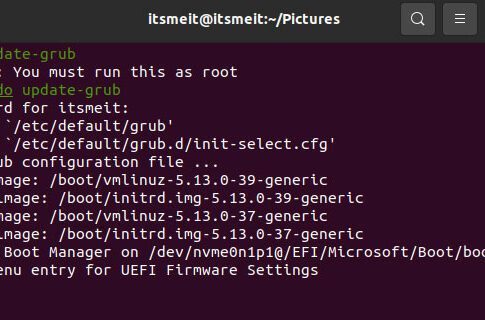 itsmeit@itsmeit:~/Pictures
date-grub
: You must run this as root
do update-grub
rd for itsmeit:
`/etc/default/grub'
`/etc/default/grub.d/init-select.cfg'
ub configuration file ...
mage: /boot/vmlinuz-5.13.0-39-generic
image: /boot/initrd.img-5.13.0-39-generic
mage: /boot/vmlinuz-5.13.0-37-generic
image: /boot/initrd.img-5.13.0-37-generic
Boot Manager on /dev/nvme0n1p1@/EFI/Microsoft/Boot/boo
enu entry for UEFI Firmware Settings